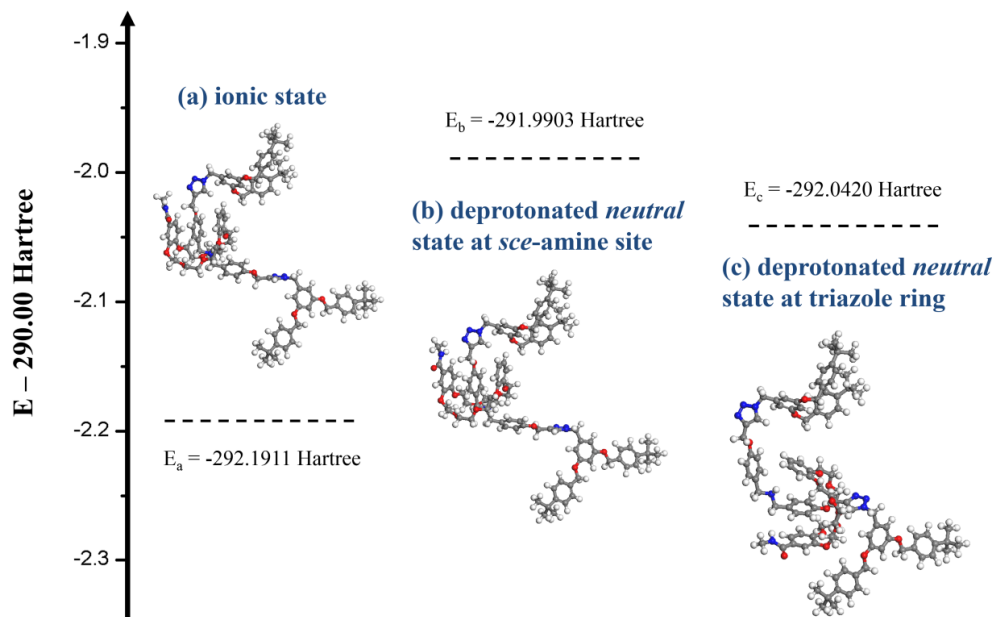 E – 290.00 Hartree
-1.9
-2.0
-2.1
-2.2
-2.3
(a) ionic state
Eₐ = -292.1911 Hartree
E_b = -291.9903 Hartree
(b) deprotonated neutral
state at sce-amine site
E_c = -292.0420 Hartree
(c) deprotonated neutral
state at triazole ring